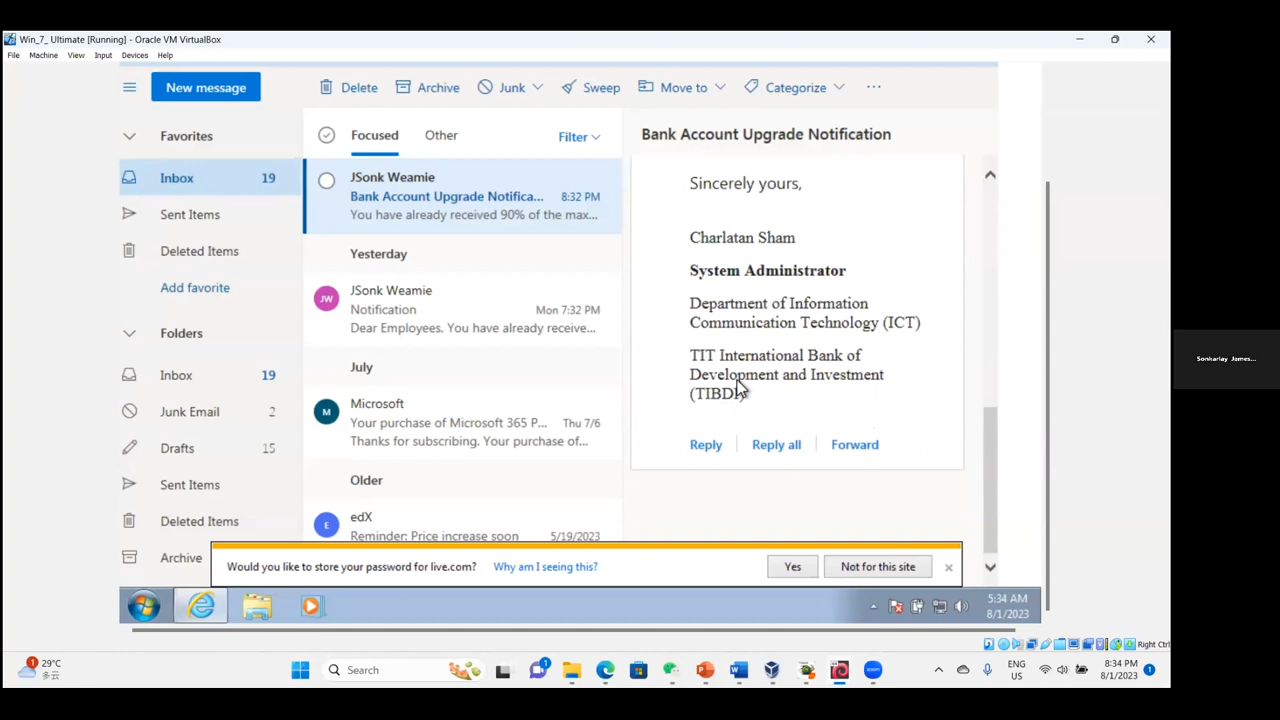 Win_7_ Ultimate [Running] - Oracle VM VirtualBox
File Machine View Input Devices Help
New message
Delete Archive Junk Sweep Move to Categorize ...
Favorites
Inbox 19
Sent Items
Deleted Items
Add favorite
Folders
Inbox 19
Junk Email 2
Drafts 15
Sent Items
Deleted Items
Archive
Focused Other Filter
JSonk Weamie
Bank Account Upgrade Notifica... 8:32 PM
You have already received 90% of the max...
Yesterday
JW
JSonk Weamie
Notification Mon 7:32 PM
Dear Employees. You have already receive...
July
M
Microsoft
Your purchase of Microsoft 365 P... Thu 7/6
Thanks for subscribing. Your purchase of...
Older
E
edX
Reminder: Price increase soon 5/19/2023
Bank Account Upgrade Notification
Sincerely yours,
Charlatan Sham
System Administrator
Department of Information
Communication Technology (ICT)
TIT International Bank of
Development and Investment
(TIBDI)
Reply Reply all Forward
Would you like to store your password for live.com? Why am I seeing this? Yes Not for this site ×
5:34 AM
8/1/2023
Right Ctrl
Sonkarlay James...
1
29°C
多云
Search
1
ENG
US
8:34 PM
8/1/2023
1